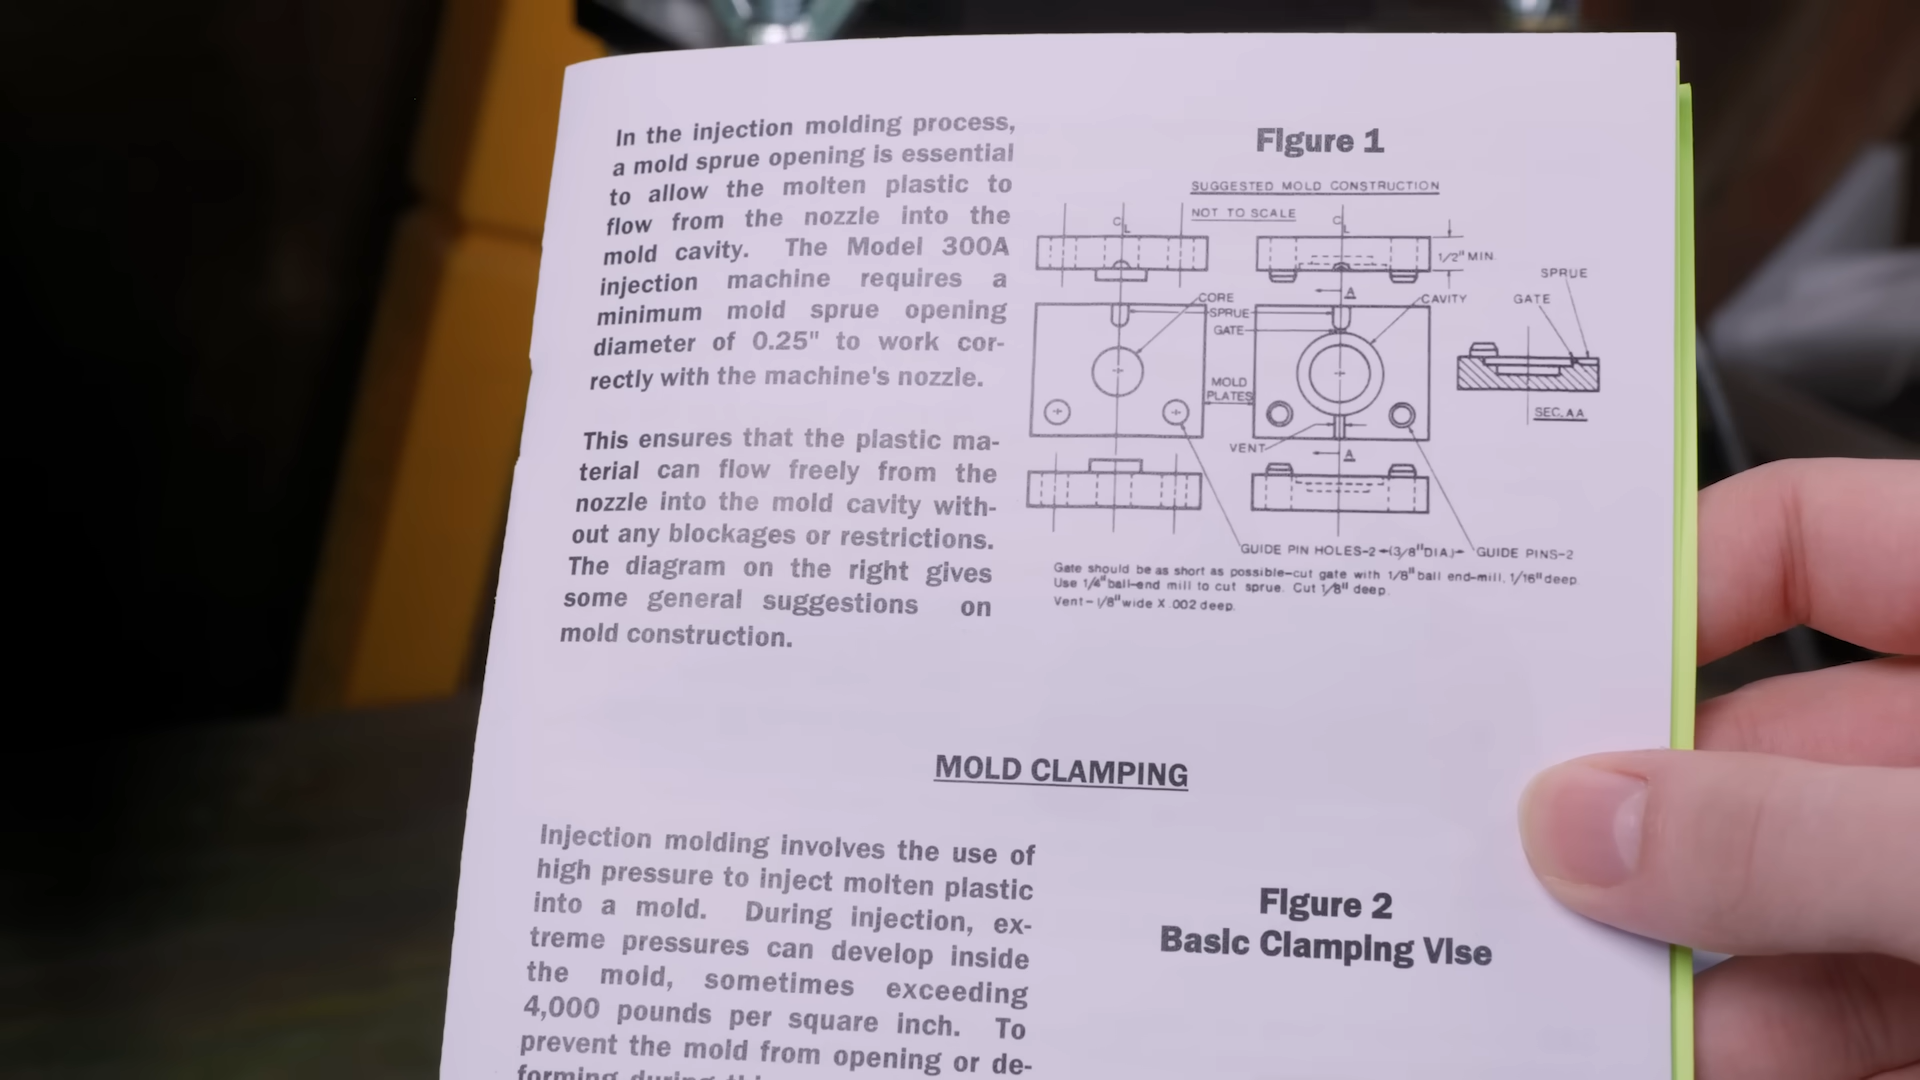 In the injection molding process,
a mold sprue opening is essential
to allow the molten plastic to
flow from the nozzle into the
mold cavity. The Model 300A
injection machine requires a
minimum mold sprue opening
diameter of 0.25" to work cor-
rectly with the machine's nozzle.
This ensures that the plastic ma-
terial can flow freely from the
nozzle into the mold cavity with-
out any blockages or restrictions.
The diagram on the right gives
some general suggestions on
mold construction.
Figure 1
SUGGESTED MOLD CONSTRUCTION
NOT TO SCALE
CL
CL
1/2" MIN.
SPRUE
GATE
A
CORE
CAVITY
SPRUE
GATE
MOLD
PLATES
SEC. AA
VENT
A
GUIDE PIN HOLES-2
(3/8" DIA.)
GUIDE PINS-2
Gate should be as short as possible-cut gate with 1/8" ball end-mill, 1/16" deep
Use 1/4" ball-end mill to cut sprue. Cut 1/8" deep.
Vent-1/8" wide X .002 deep.
MOLD CLAMPING
Injection molding involves the use of
high pressure to inject molten plastic
into a mold. During injection, ex-
treme pressures can develop inside
the mold, sometimes exceeding
4,000 pounds per square inch. To
prevent the mold from opening or de-
forming during
Figure 2
Basic Clamping Vise